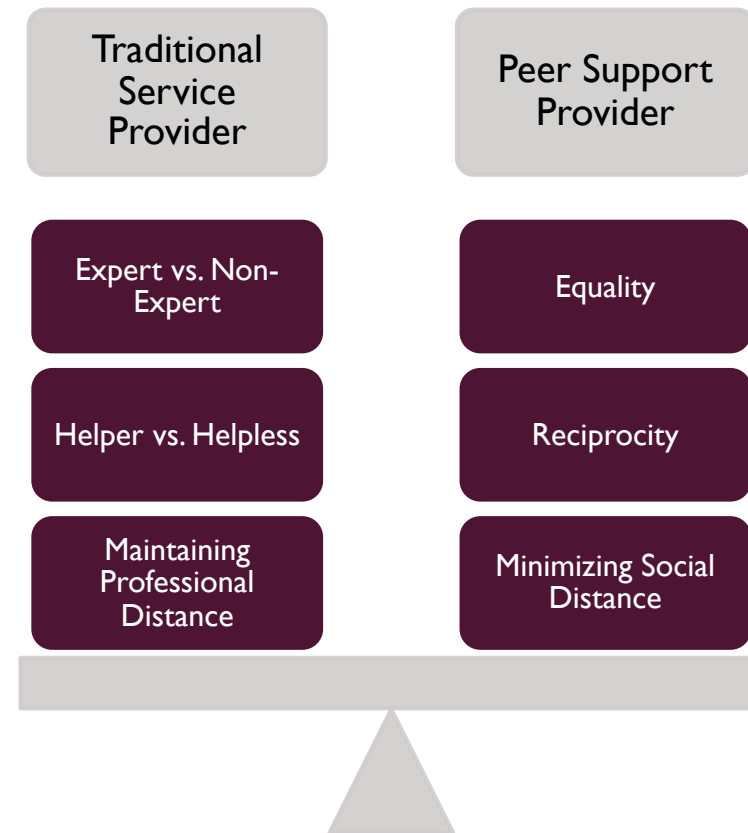 Traditional
Service
Provider
Peer Support
Provider
Expert vs. Non-
Expert
Equality
Helper vs. Helpless
Reciprocity
Maintaining
Professional
Distance
Minimizing Social
Distance